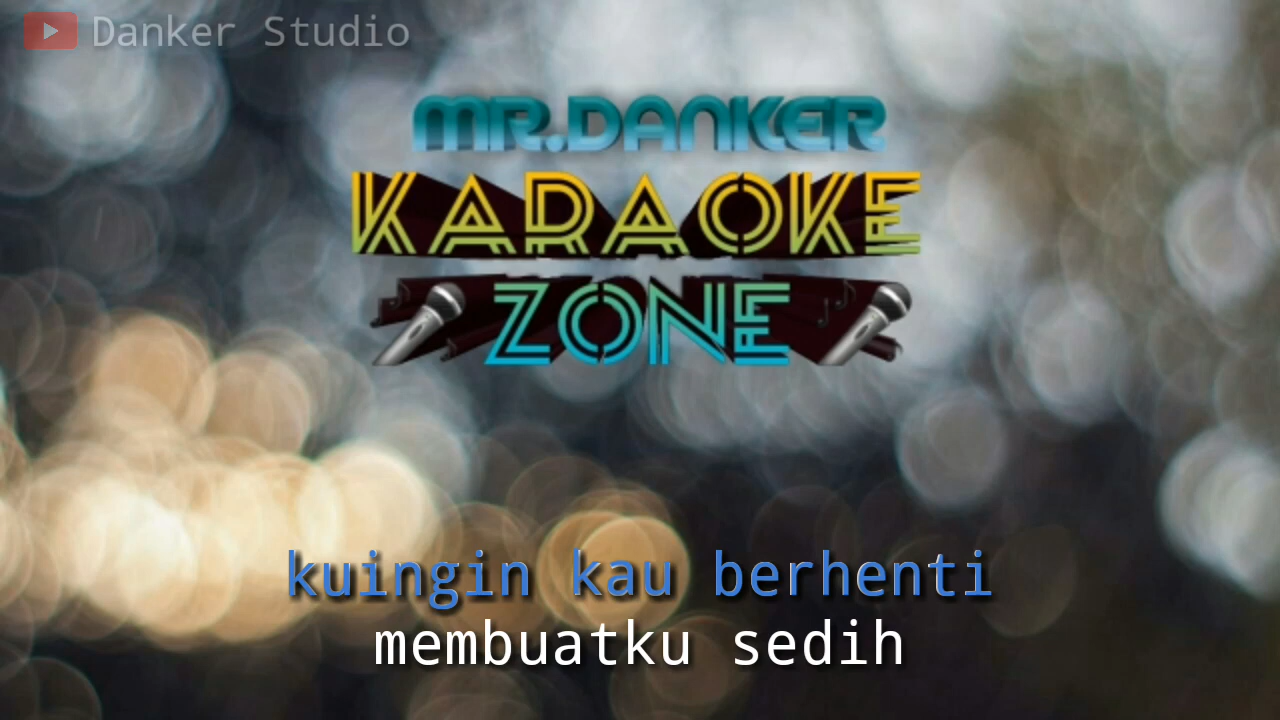 Danker Studio
MR.DANKER
KARAOKE
ZONE
kuingin kau berhenti
membuatku sedih